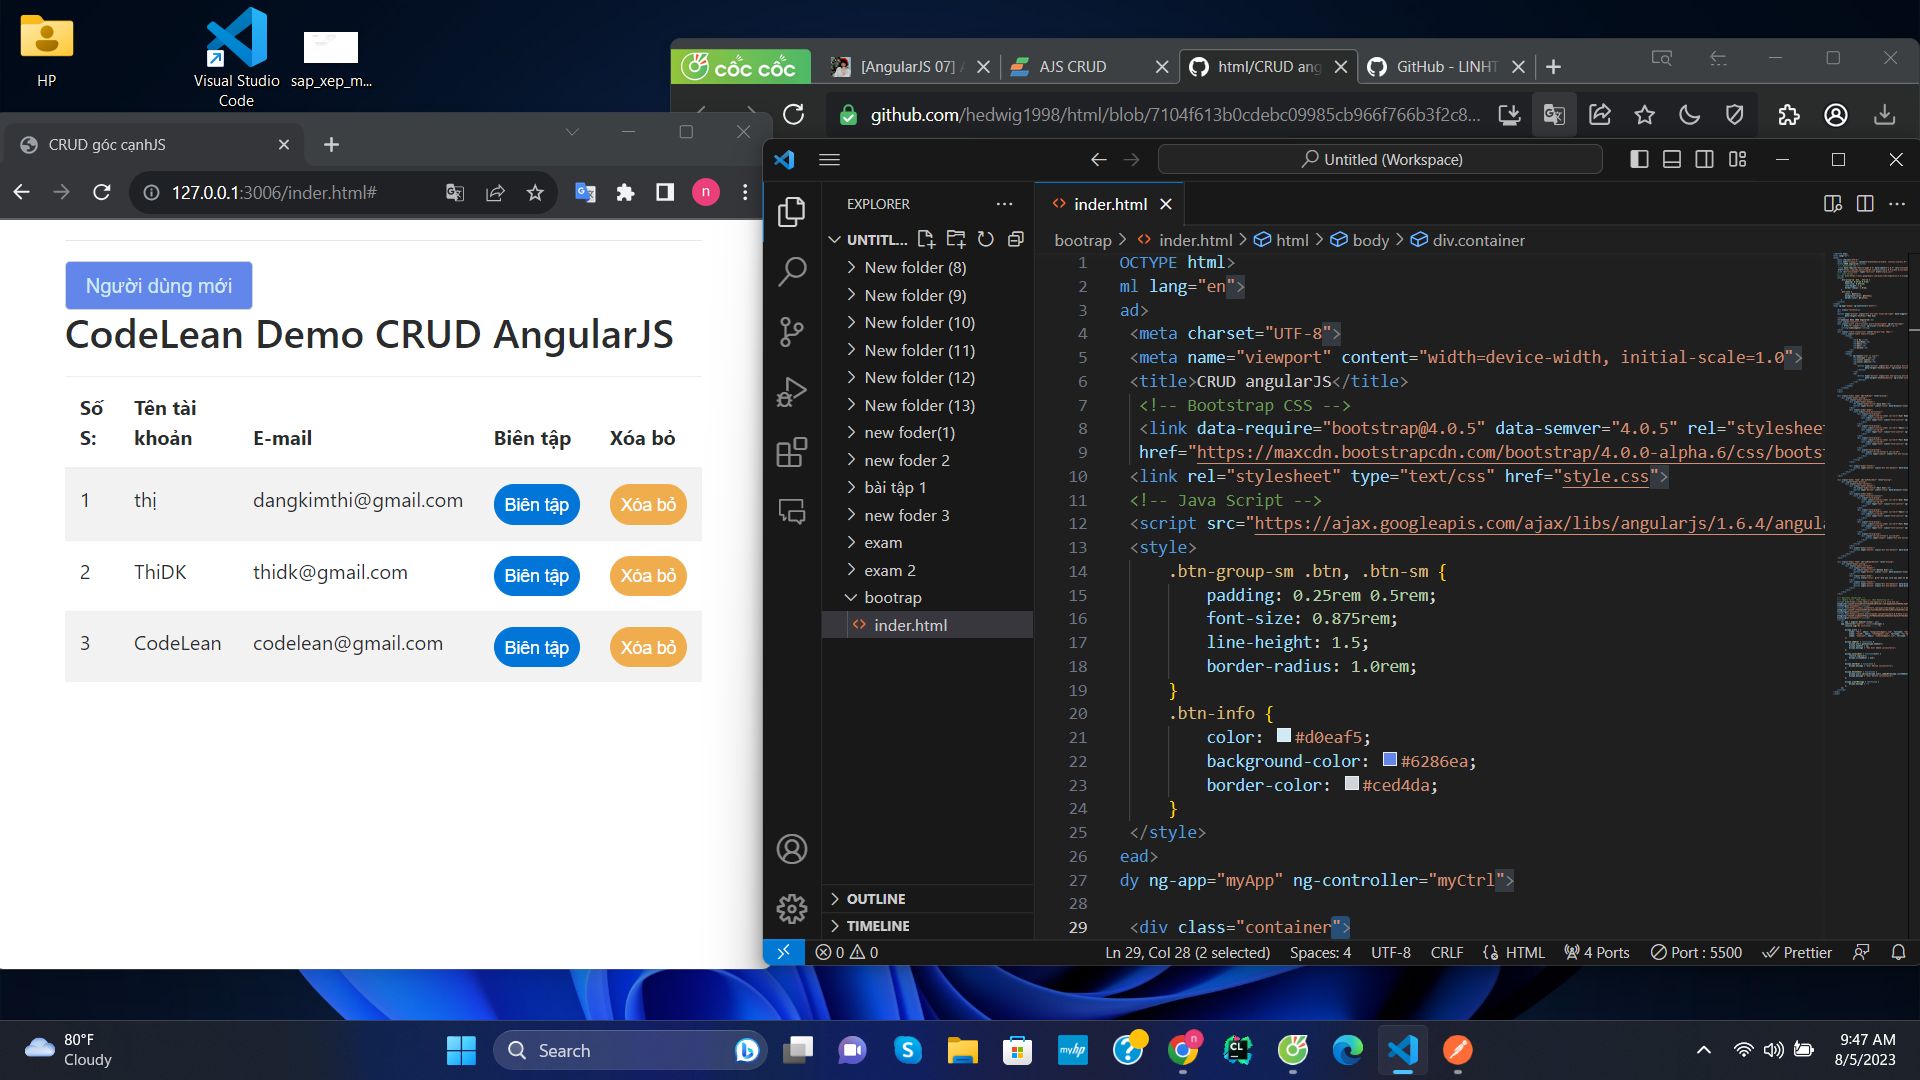 HP
Visual Studio
Code
sap_xep_m...
CRUD góc cạnhJS
127.0.0.1:3006/inder.html#
n
Người dùng mới
CodeLean Demo CRUD AngularJS
Số
S:
Tên tài
khoản
E-mail
Biên tập
Xóa bỏ
1
thị
dangkimthi@gmail.com
Biên tập
Xóa bỏ
2
ThiDK
thidk@gmail.com
Biên tập
Xóa bỏ
3
CodeLean
codelean@gmail.com
Biên tập
Xóa bỏ
cốc cốc
[AngularJS 07]
AJS CRUD
html/CRUD ang
GitHub - LINHT
github.com/hedwig1998/html/blob/7104f613b0cdebc09985cb966f766b3f2c8...
Untitled (Workspace)
EXPLORER
inder.html
UNTITL...
New folder (8)
New folder (9)
New folder (10)
New folder (11)
New folder (12)
New folder (13)
new foder(1)
new foder 2
bài tập 1
new foder 3
exam
exam 2
bootrap
inder.html
OUTLINE
TIMELINE
bootrap > inder.html > html > body > div.container
1 OCTYPE html>
2 ml lang="en">
3 ad>
4 <meta charset="UTF-8">
5 <meta name="viewport" content="width=device-width, initial-scale=1.0">
6 <title>CRUD angularJS</title>
7 <!-- Bootstrap CSS -->
8 <link data-require="bootstrap@4.0.5" data-semver="4.0.5" rel="stylesheet
9 href="https://maxcdn.bootstrapcdn.com/bootstrap/4.0.0-alpha.6/css/bootst
10 <link rel="stylesheet" type="text/css" href="style.css">
11 <!-- Java Script -->
12 <script src="https://ajax.googleapis.com/ajax/libs/angularjs/1.6.4/angula
13 <style>
14 .btn-group-sm .btn, .btn-sm {
15 padding: 0.25rem 0.5rem;
16 font-size: 0.875rem;
17 line-height: 1.5;
18 border-radius: 1.0rem;
19 }
20 .btn-info {
21 color: #d0eaf5;
22 background-color: #6286ea;
23 border-color: #ced4da;
24 }
25 </style>
26 ead>
27 dy ng-app="myApp" ng-controller="myCtrl">
28
29 <div class="container">
0 0
Ln 29, Col 28 (2 selected)
Spaces: 4
UTF-8
CRLF
HTML
4 Ports
Port : 5500
Prettier
80°F
Cloudy
Search
myhp
n
CL
9:47 AM
8/5/2023